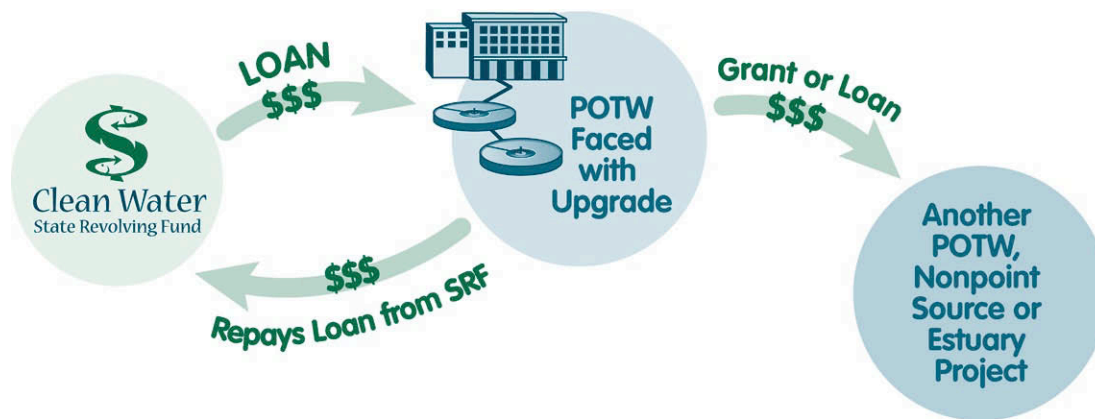 LOAN
$$$
Clean Water
State Revolving Fund
$$$
Repays Loan from SRF
POTW
Faced
with
Upgrade
Grant or Loan
$$$
Another
POTW,
Nonpoint
Source or
Estuary
Project